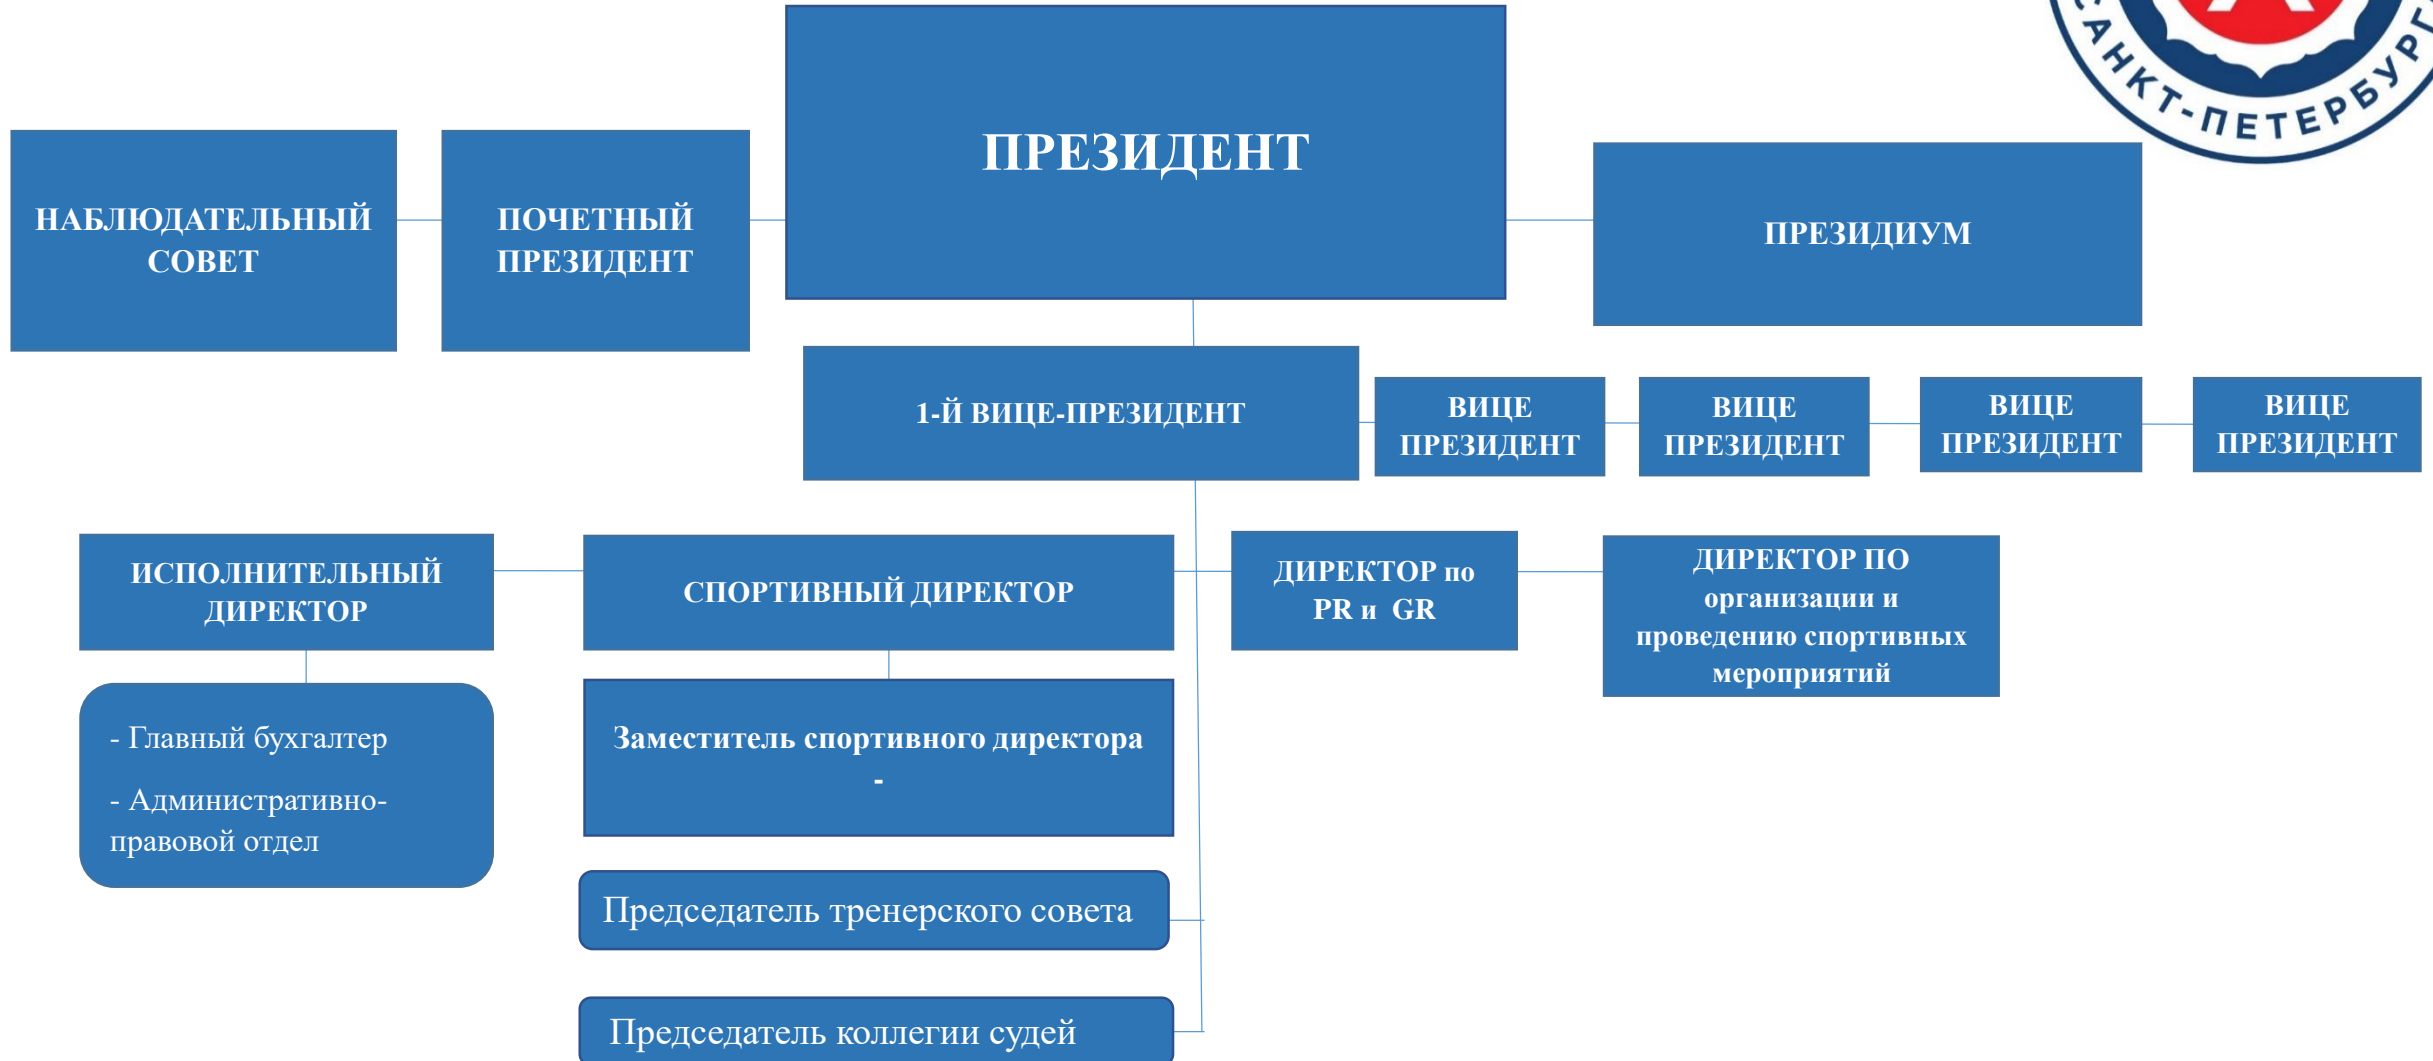 САНКТ-ПЕТЕРБУРГ
ПРЕЗИДЕНТ
НАБЛЮДАТЕЛЬНЫЙ
СОВЕТ
ПОЧЕТНЫЙ
ПРЕЗИДЕНТ
ПРЕЗИДИУМ
1-Й ВИЦЕ-ПРЕЗИДЕНТ
ВИЦЕ
ПРЕЗИДЕНТ
ВИЦЕ
ПРЕЗИДЕНТ
ВИЦЕ
ПРЕЗИДЕНТ
ВИЦЕ
ПРЕЗИДЕНТ
ИСПОЛНИТЕЛЬНЫЙ
ДИРЕКТОР
СПОРТИВНЫЙ ДИРЕКТОР
ДИРЕКТОР по
PR и GR
ДИРЕКТОР ПО
организации и
проведению спортивных
мероприятий
- Главный бухгалтер
- Административно-
правовой отдел
Заместитель спортивного директора
-
Председатель тренерского совета
Председатель коллегии судей